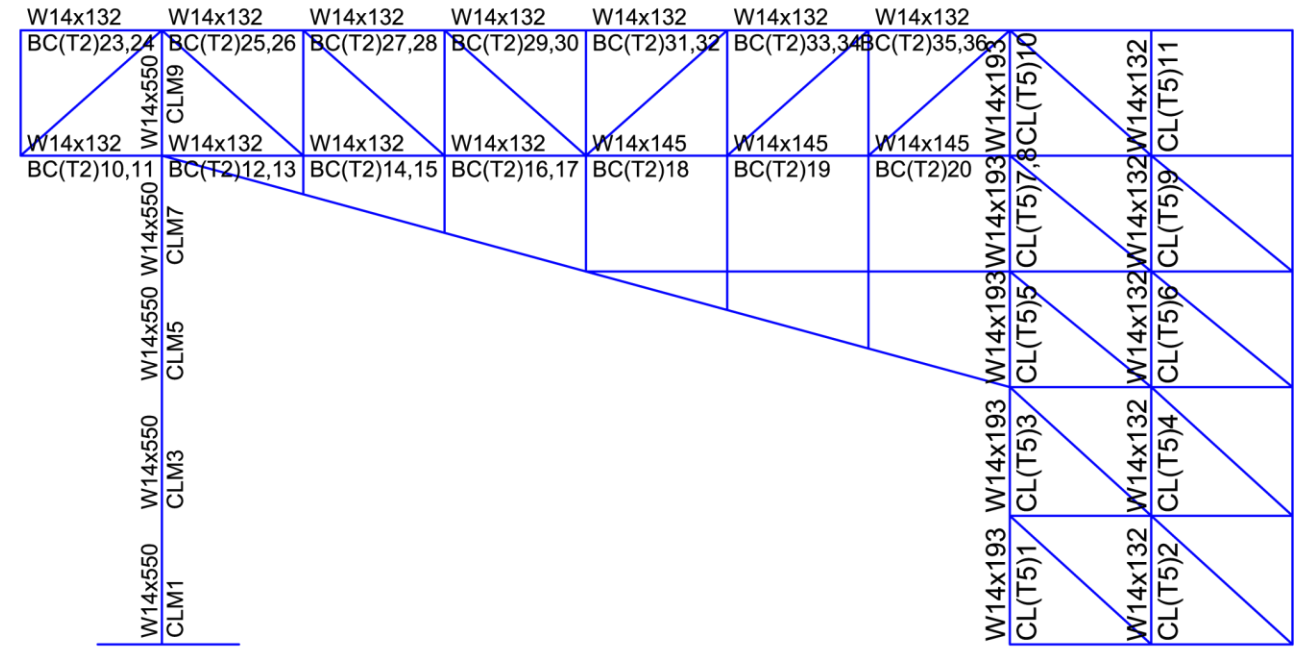 W14x132 W14x132 W14x132 W14x132 W14x132 W14x132 W14x132
BC(T2)23,24 BC(T2)25,26 BC(T2)27,28 BC(T2)29,30 BC(T2)31,32 BC(T2)33,34 BC(T2)35,36
W14x132 W14x132 W14x132 W14x132 W14x145 W14x145 W14x145
BC(T2)10,11 BC(T2)12,13 BC(T2)14,15 BC(T2)16,17 BC(T2)18 BC(T2)19 BC(T2)20
W14x550
CLM9
W14x550
CLM7
W14x550
CLM5
W14x550
CLM3
W14x550
CLM1
W14x193
CL(T5)10
W14x132
CL(T5)11
W14x193
CL(T5)7,8
W14x132
CL(T5)9
W14x193
CL(T5)5
W14x132
CL(T5)6
W14x193
CL(T5)3
W14x132
CL(T5)4
W14x193
CL(T5)1
W14x132
CL(T5)2